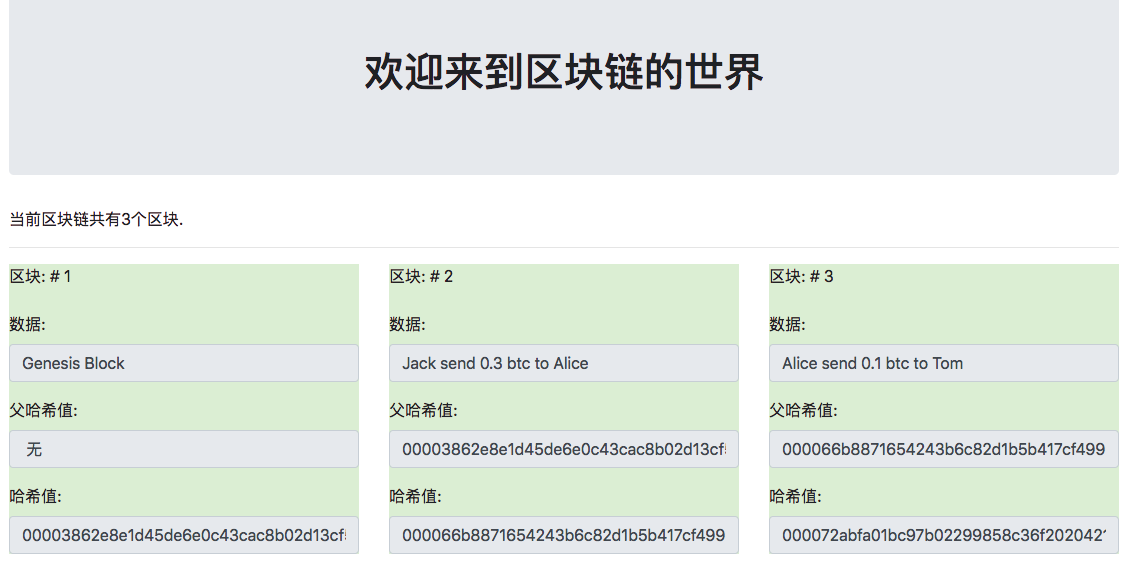 欢迎来到区块链的世界
当前区块链共有3个区块.
区块: # 1
数据:
Genesis Block
父哈希值:
无
哈希值:
00003862e8e1d45de6e0c43cac8b02d13cf
区块: # 2
数据:
Jack send 0.3 btc to Alice
父哈希值:
00003862e8e1d45de6e0c43cac8b02d13cf
哈希值:
000066b8871654243b6c82d1b5b417cf499
区块: # 3
数据:
Alice send 0.1 btc to Tom
父哈希值:
000066b8871654243b6c82d1b5b417cf499
哈希值:
000072abfa01bc97b02299858c36f202042